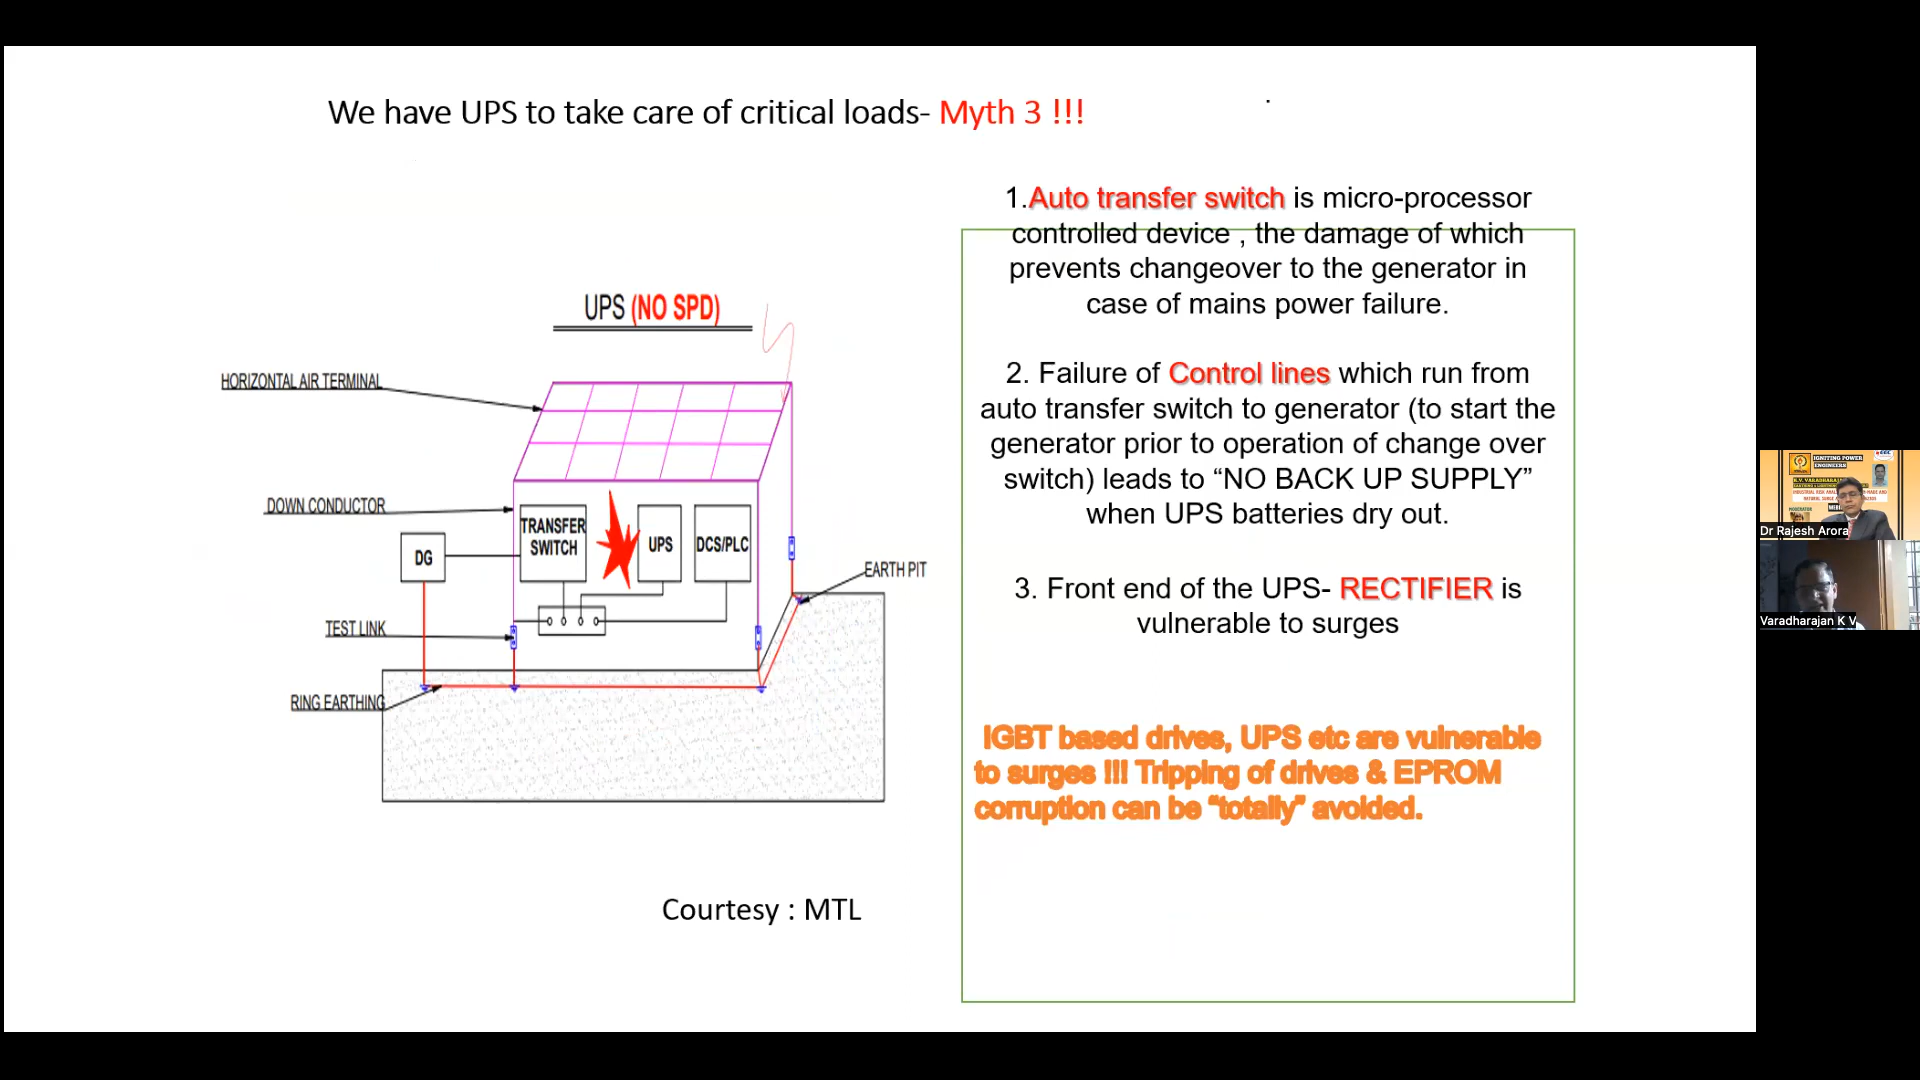 We have UPS to take care of critical loads- Myth 3 !!!
UPS (NO SPD)
HORIZONTAL AIR TERMINAL
DOWN CONDUCTOR
TRANSFER
SWITCH
UPS
DCS/PLC
DG
EARTH PIT
TEST LINK
RING EARTHING
Courtesy : MTL
1.Auto transfer switch is micro-processor
controlled device , the damage of which
prevents changeover to the generator in
case of mains power failure.
2. Failure of Control lines which run from
auto transfer switch to generator (to start the
generator prior to operation of change over
switch) leads to “NO BACK UP SUPPLY”
when UPS batteries dry out.
3. Front end of the UPS- RECTIFIER is
vulnerable to surges
IGBT based drives, UPS etc are vulnerable
to surges !!! Tripping of drives & EPROM
corruption can be “totally” avoided.
IGNITING POWER
ENGINEERS
K.V. VARADHARAJ
MODERATOR
Dr Rajesh Arora
Varadharajan K V